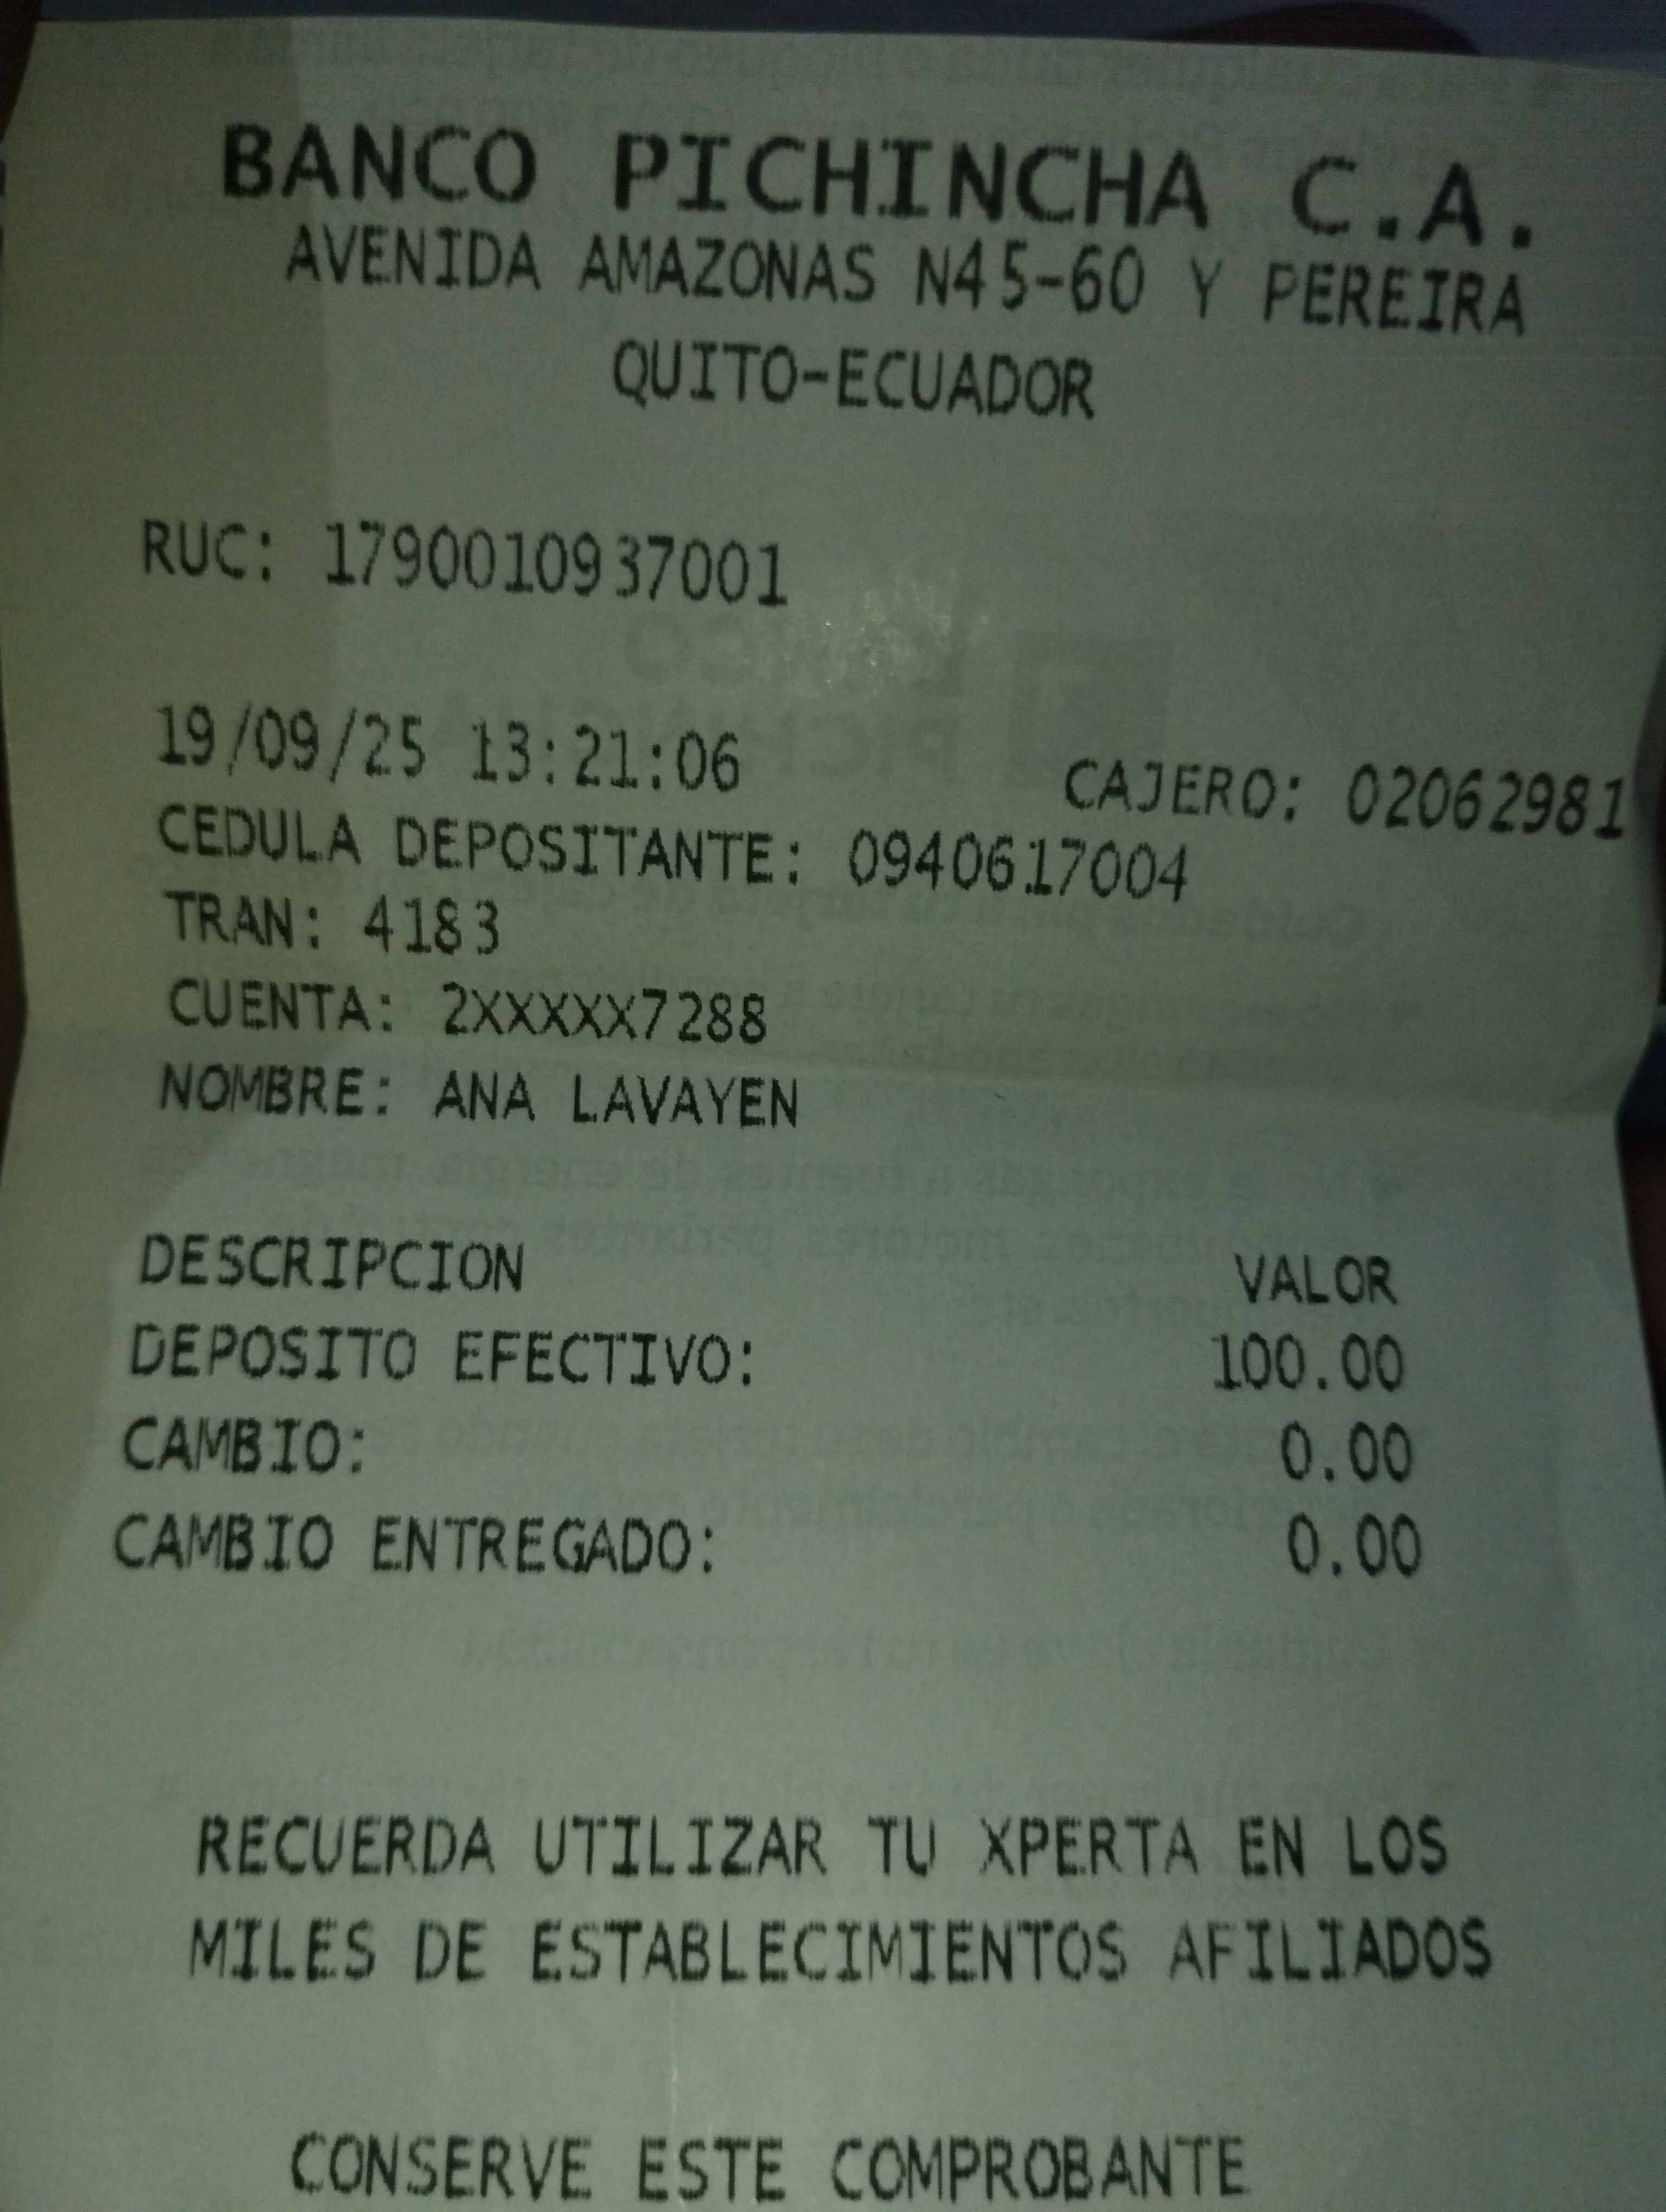 BANCO PICHINCHA C.A.
AVENIDA AMAZONAS N45-60 Y PEREIRA
QUITO-ECUADOR
RUC: 1790010937001
19/09/25 13:21:06 CAJERO: 02062981
CEDULA DEPOSITANTE: 0940617004
TRAN: 4183
CUENTA: 2XXXXX7288
NOMBRE: ANA LAVAYEN
DESCRIPCION VALOR
DEPOSITO EFECTIVO: 100.00
CAMBIO: 0.00
CAMBIO ENTREGADO: 0.00
RECUERDA UTILIZAR TU XPERTA EN LOS
MILES DE ESTABLECIMIENTOS AFILIADOS
CONSERVE ESTE COMPROBANTE